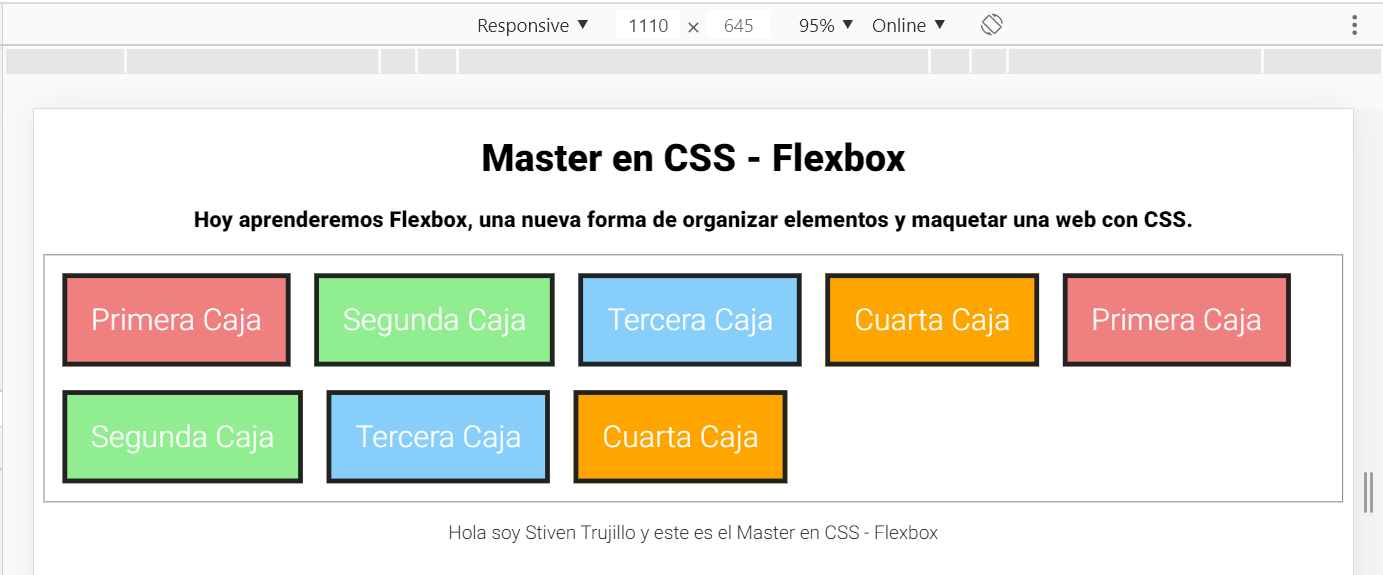 Responsive ▼ 1110 × 645 95% ▼ Online ▼
Master en CSS - Flexbox
Hoy aprenderemos Flexbox, una nueva forma de organizar elementos y maquetar una web con CSS.
Primera Caja Segunda Caja Tercera Caja Cuarta Caja Primera Caja
Segunda Caja Tercera Caja Cuarta Caja
Hola soy Stiven Trujillo y este es el Master en CSS - Flexbox